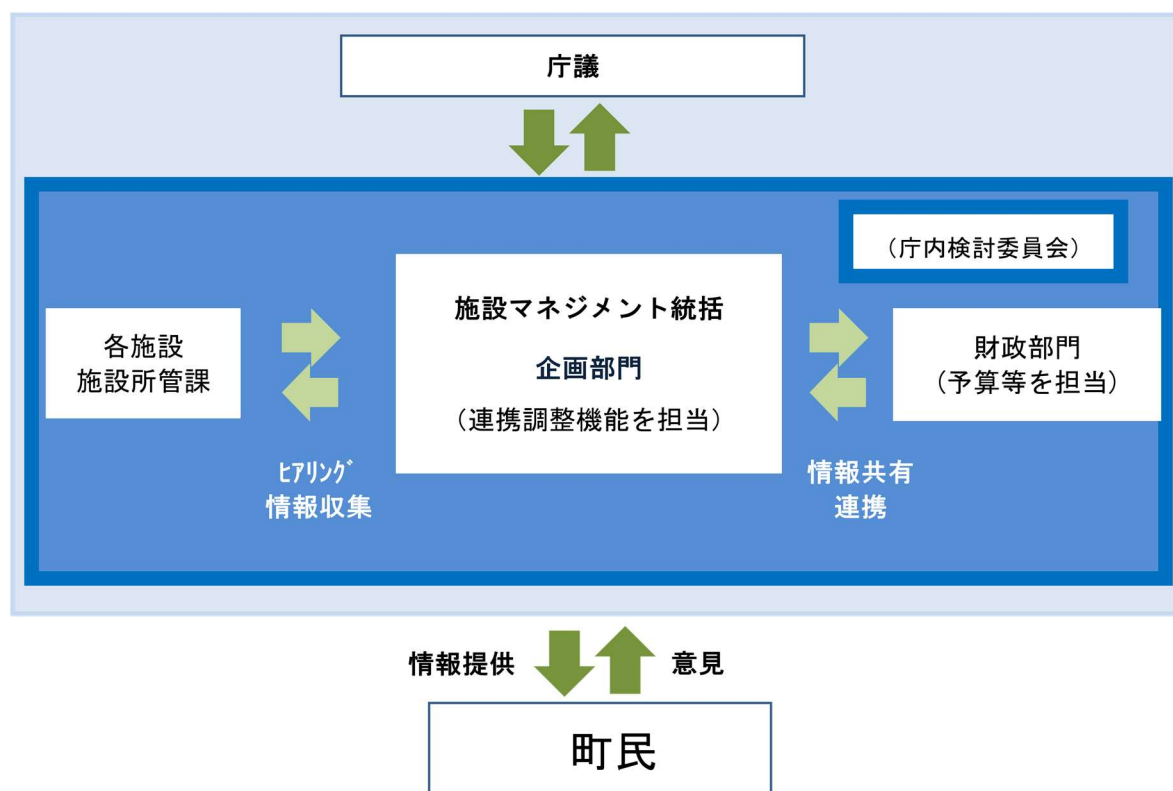 庁議
（庁内検討委員会）
施設マネジメント統括
企画部門
（連携調整機能を担当）
各施設
施設所管課
財政部門
（予算等を担当）
ﾋｱﾘﾝｸﾞ
情報収集
情報共有
連携
情報提供
意見
町民